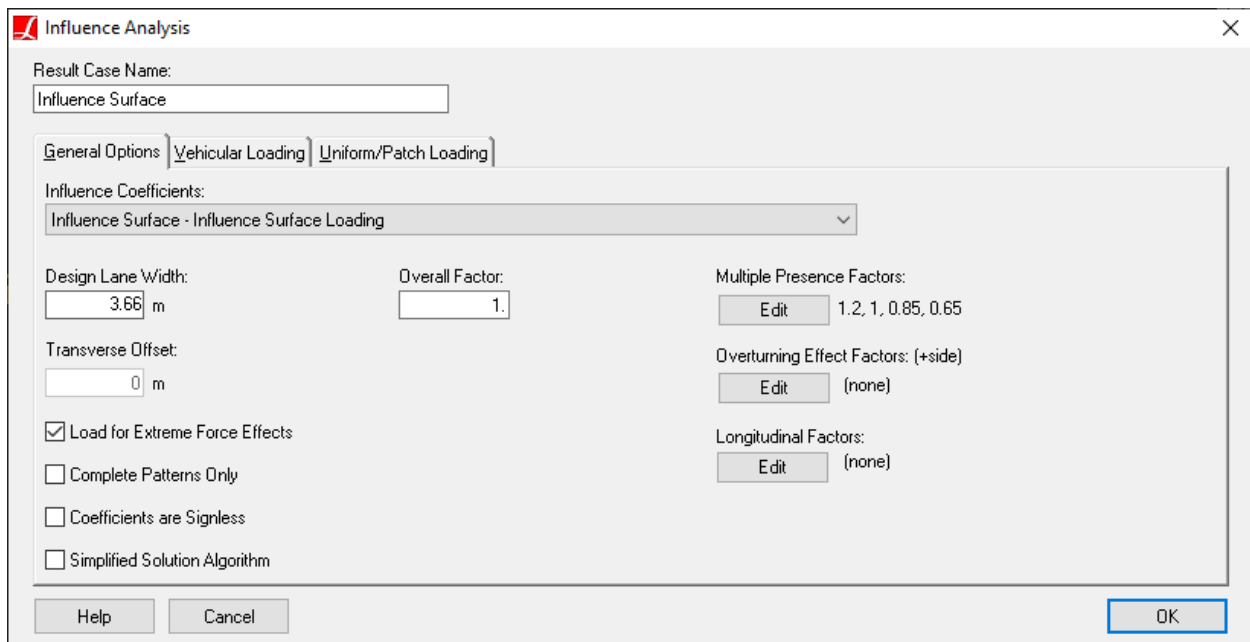 Influence Analysis
Result Case Name:
Influence Surface
General Options Vehicular Loading Uniform/Patch Loading
Influence Coefficients:
Influence Surface - Influence Surface Loading
Design Lane Width: Overall Factor: Multiple Presence Factors:
3.66 m 1. Edit 1.2, 1, 0.85, 0.65
Transverse Offset: Overturning Effect Factors: (+side)
0 m Edit (none)
Load for Extreme Force Effects Longitudinal Factors:
Complete Patterns Only Edit (none)
Coefficients are Signless
Simplified Solution Algorithm
Help Cancel OK